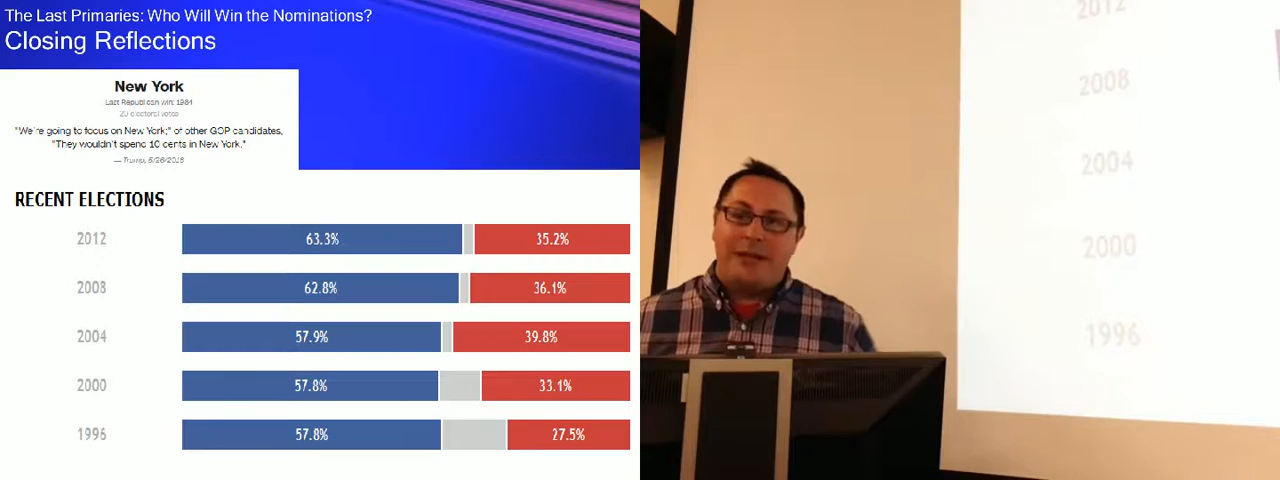 The Last Primaries: Who Will Win the Nominations?
Closing Reflections
New York
Last Republican win: 1984
20 electoral votes
"We're going to focus on New York;" of other GOP candidates,
"They wouldn't spend 10 cents in New York."
— Trump, 5/26/2016
RECENT ELECTIONS
2012 63.3% 35.2%
2008 62.8% 36.1%
2004 57.9% 39.8%
2000 57.8% 33.1%
1996 57.8% 27.5%
2012
2008
2004
2000
1996